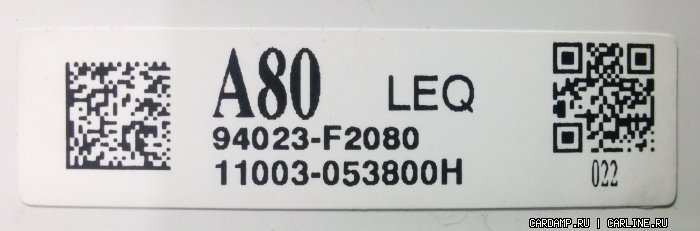 A80 LEQ
94023-F2080
11003-053800H
022
CARDAMP.RU | CARLINE.RU